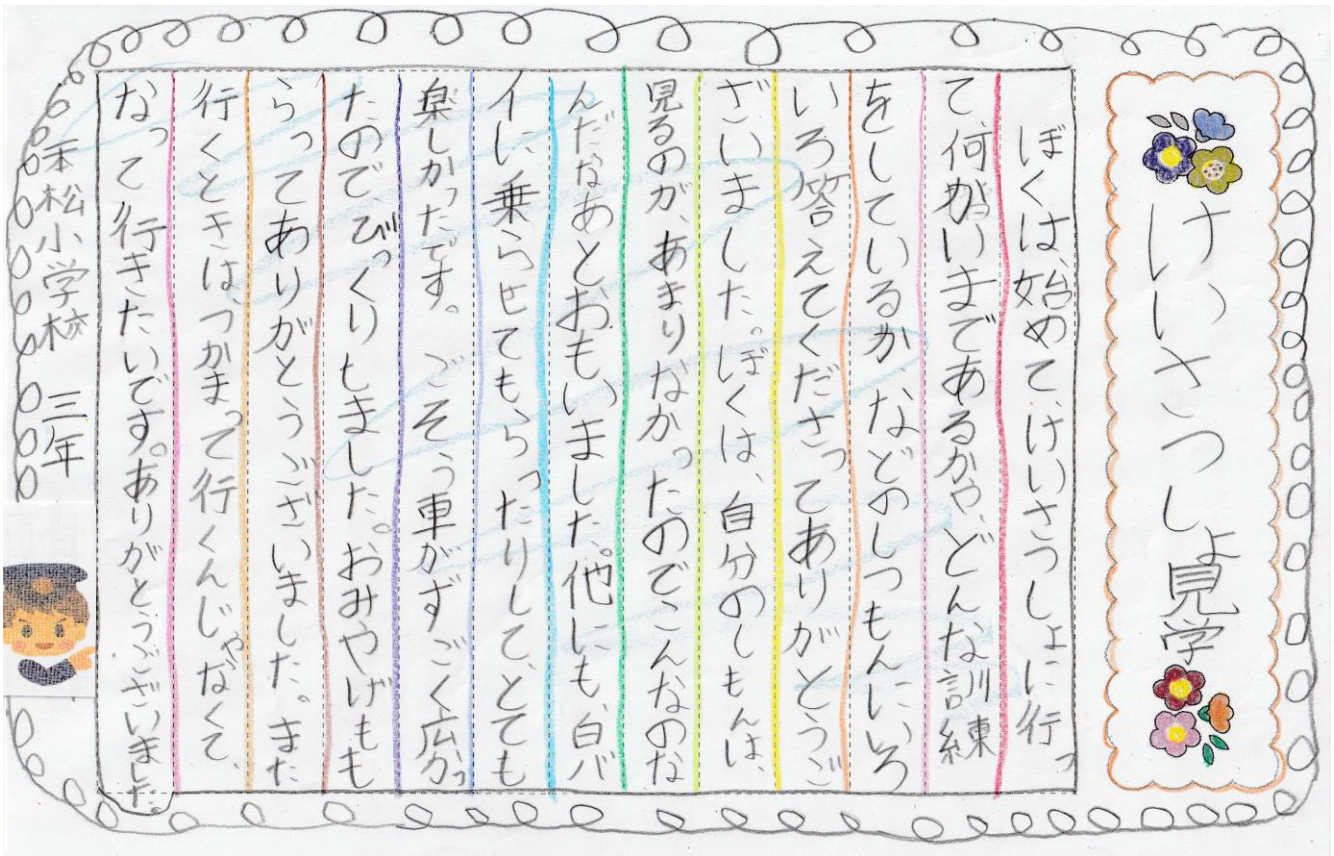 けいさつしょ見学
ぼくは、始めて、けいさつしょに行っ
て、何がいまであるかや、どんな訓練
をしているかなどのしつもんにいろ
いろ答えてくださってありがとうご
ざいました。ぼくは、自分のしもんは、
見るのが、あまりなかったのでこんなのな
んだなあとおもいました。他にも、白バ
イに、乗らせてもらったりして、とても
楽しかったです。ごそう車がすごく広かっ
たのでびっくりしました。おみやげもも
らってありがとうございました。また
行くときはつかまって行くんじゃなくて、
なって行きたいです。ありがとうございました。
本松小学校 三年